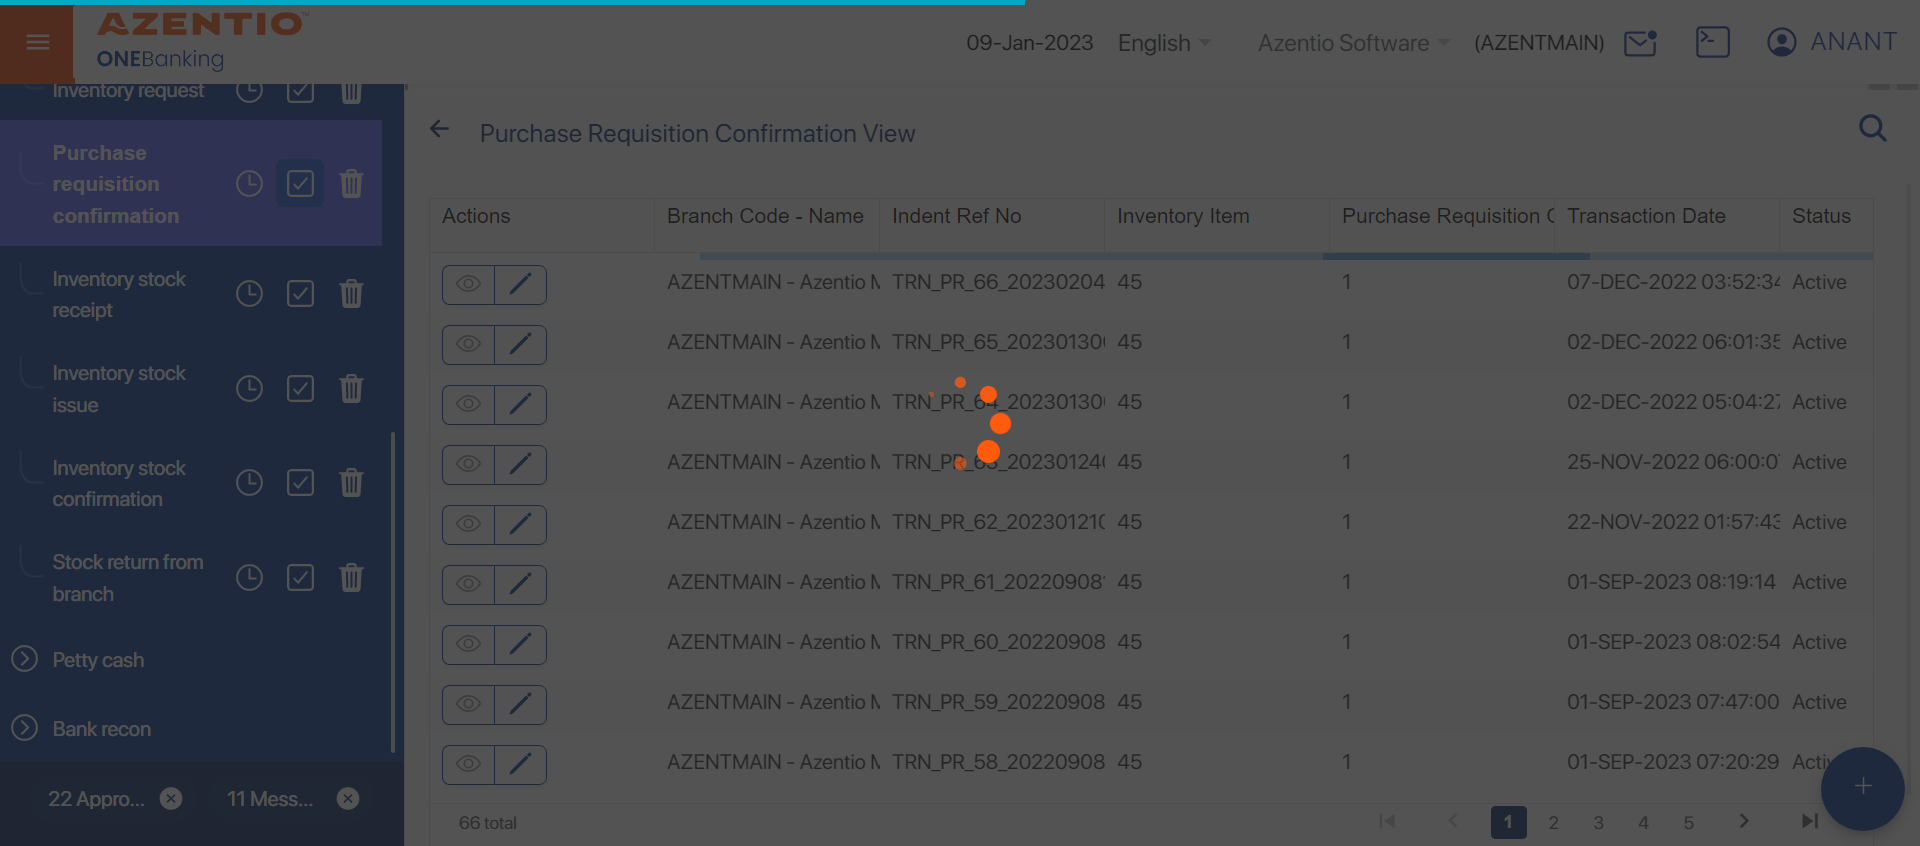 AZENTIO
ONEBanking
09-Jan-2023
English
Azentio Software
(AZENTMAIN)
ANANT
Inventory request
Purchase
requisition
confirmation
Inventory stock
receipt
Inventory stock
issue
Inventory stock
confirmation
Stock return from
branch
Petty cash
Bank recon
22 Appro...
11 Mess...
Purchase Requisition Confirmation View
Actions Branch Code - Name Indent Ref No Inventory Item Purchase Requisition Transaction Date Status
AZENTMAIN - Azentio TRN_PR_66_20230204 45 1 07-DEC-2022 03:52:34 Active
AZENTMAIN - Azentio TRN_PR_65_20230130 45 1 02-DEC-2022 06:01:35 Active
AZENTMAIN - Azentio TRN_PR_64_20230130 45 1 02-DEC-2022 05:04:27 Active
AZENTMAIN - Azentio TRN_PR_63_20230124 45 1 25-NOV-2022 06:00:0 Active
AZENTMAIN - Azentio TRN_PR_62_20230121 45 1 22-NOV-2022 01:57:43 Active
AZENTMAIN - Azentio TRN_PR_61_20220908 45 1 01-SEP-2023 08:19:14 Active
AZENTMAIN - Azentio TRN_PR_60_20220908 45 1 01-SEP-2023 08:02:54 Active
AZENTMAIN - Azentio TRN_PR_59_20220908 45 1 01-SEP-2023 07:47:00 Active
AZENTMAIN - Azentio TRN_PR_58_20220908 45 1 01-SEP-2023 07:20:29
66 total
1 2 3 4 5